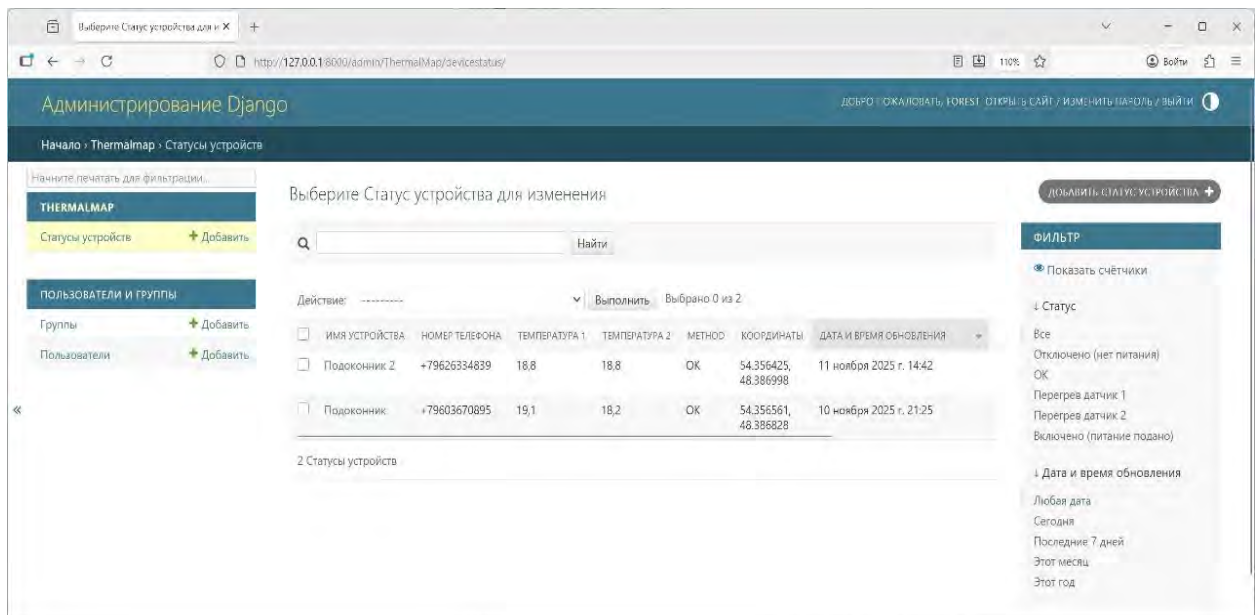 Выберите Статус устройства для и × +
http://127.0.0.1:8000/admin/ThermalMap/devicestatus/
110%
Войти
Администрирование Django
ДОБРО ПОЖАЛОВАТЬ, FOREST. ОТКРЫТЬ САЙТ / ИЗМЕНИТЬ ПАРОЛЬ / ВЫЙТИ
Начало › Thermalmap › Статусы устройств
Начните печатать для фильтрации...
THERMALMAP
Статусы устройств + Добавить
ПОЛЬЗОВАТЕЛИ И ГРУППЫ
Группы + Добавить
Пользователи + Добавить
«
Выберите Статус устройства для изменения
ДОБАВИТЬ СТАТУС УСТРОЙСТВА +
Найти
Действие: --------- Выполнить Выбрано 0 из 2
ИМЯ УСТРОЙСТВА НОМЕР ТЕЛЕФОНА ТЕМПЕРАТУРА 1 ТЕМПЕРАТУРА 2 METHOD КООРДИНАТЫ ДАТА И ВРЕМЯ ОБНОВЛЕНИЯ
Подоконник 2 +79626334839 18,8 18,8 OK 54.356425, 11 ноября 2025 г. 14:42
48.386998
Подоконник +79603670895 19,1 18,2 OK 54.356561, 10 ноября 2025 г. 21:25
48.386828
2 Статусы устройств
ФИЛЬТР
Показать счётчики
↓ Статус
Все
Отключено (нет питания)
OK
Перегрев датчик 1
Перегрев датчик 2
Включено (питание подано)
↓ Дата и время обновления
Любая дата
Сегодня
Последние 7 дней
Этот месяц
Этот год